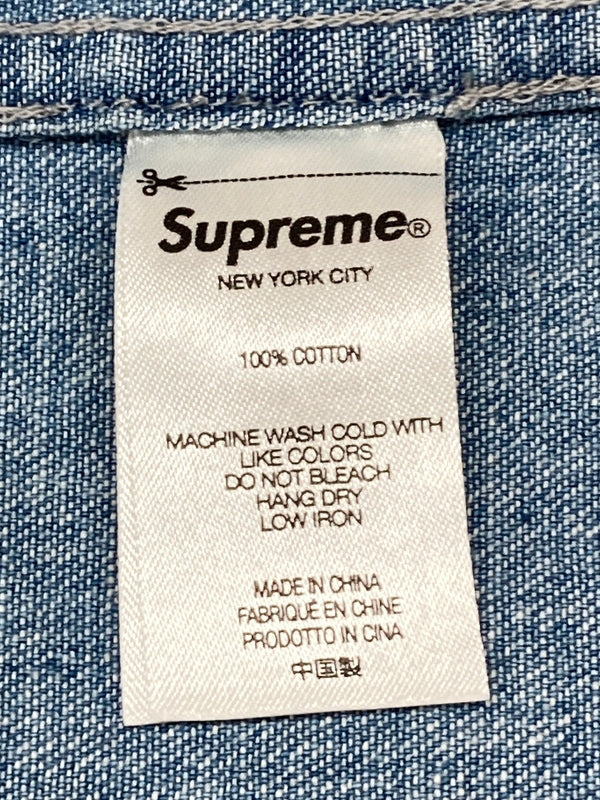 Supreme®
NEW YORK CITY
100% COTTON
MACHINE WASH COLD WITH
LIKE COLORS
DO NOT BLEACH
HANG DRY
LOW IRON
MADE IN CHINA
FABRIQUÉ EN CHINE
PRODOTTO IN CINA
中国製